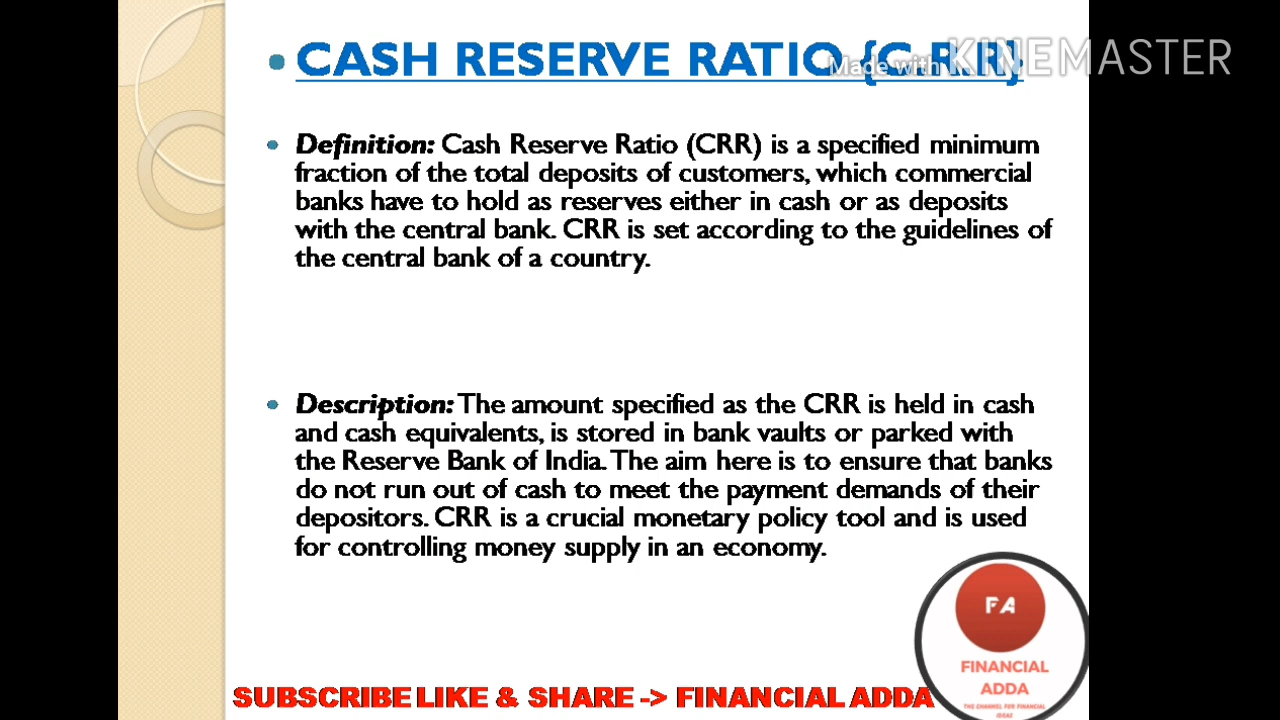 • CASH RESERVE RATIO {C.R.R}
Made with KINEMASTER
• Definition: Cash Reserve Ratio (CRR) is a specified minimum
fraction of the total deposits of customers, which commercial
banks have to hold as reserves either in cash or as deposits
with the central bank. CRR is set according to the guidelines of
the central bank of a country.
• Description: The amount specified as the CRR is held in cash
and cash equivalents, is stored in bank vaults or parked with
the Reserve Bank of India. The aim here is to ensure that banks
do not run out of cash to meet the payment demands of their
depositors. CRR is a crucial monetary policy tool and is used
for controlling money supply in an economy.
FA
FINANCIAL
ADDA
THE CHANNEL FOR FINANCIAL
SUBSCRIBE LIKE & SHARE -> FINANCIAL ADDA